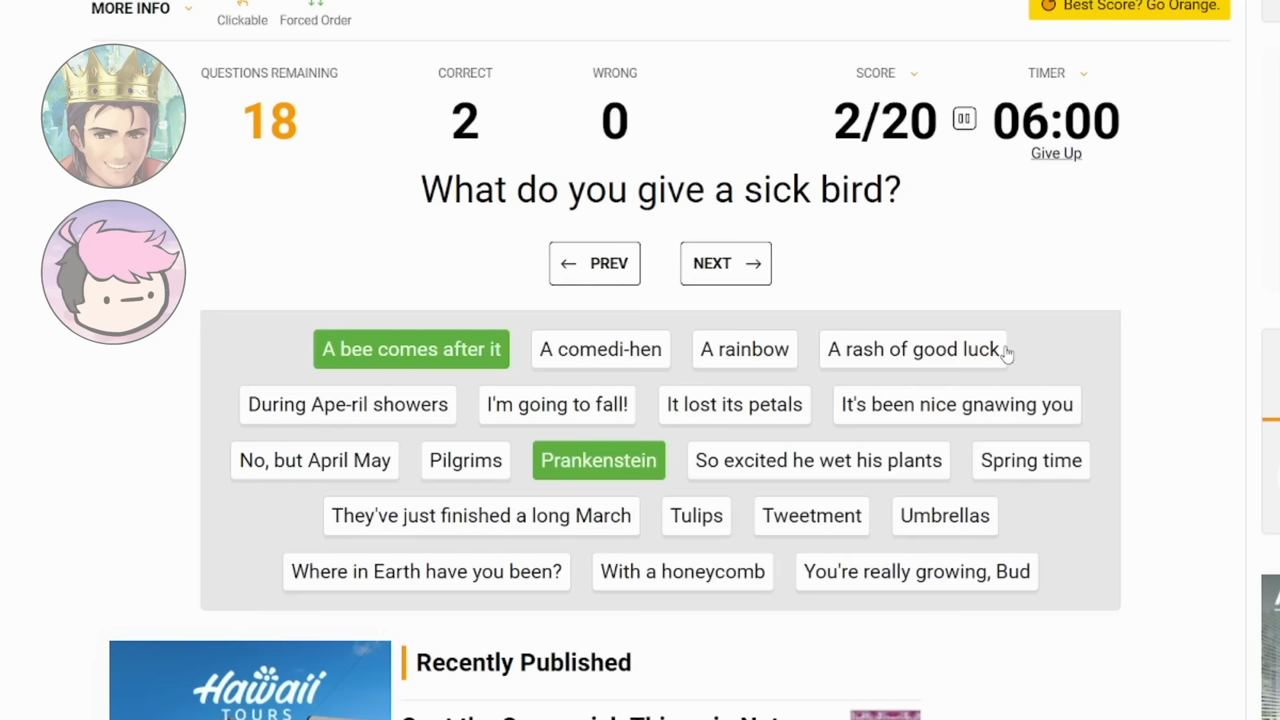 MORE INFO
Clickable Forced Order
Best Score? Go Orange.
QUESTIONS REMAINING CORRECT WRONG SCORE TIMER
18 2 0 2/20 06:00
Give Up
What do you give a sick bird?
← PREV NEXT →
A bee comes after it A comedi-hen A rainbow A rash of good luck
During Ape-ril showers I'm going to fall! It lost its petals It's been nice gnawing you
No, but April May Pilgrims Prankenstein So excited he wet his plants Spring time
They've just finished a long March Tulips Tweetment Umbrellas
Where in Earth have you been? With a honeycomb You're really growing, Bud
Recently Published
Hawaii
TOURS